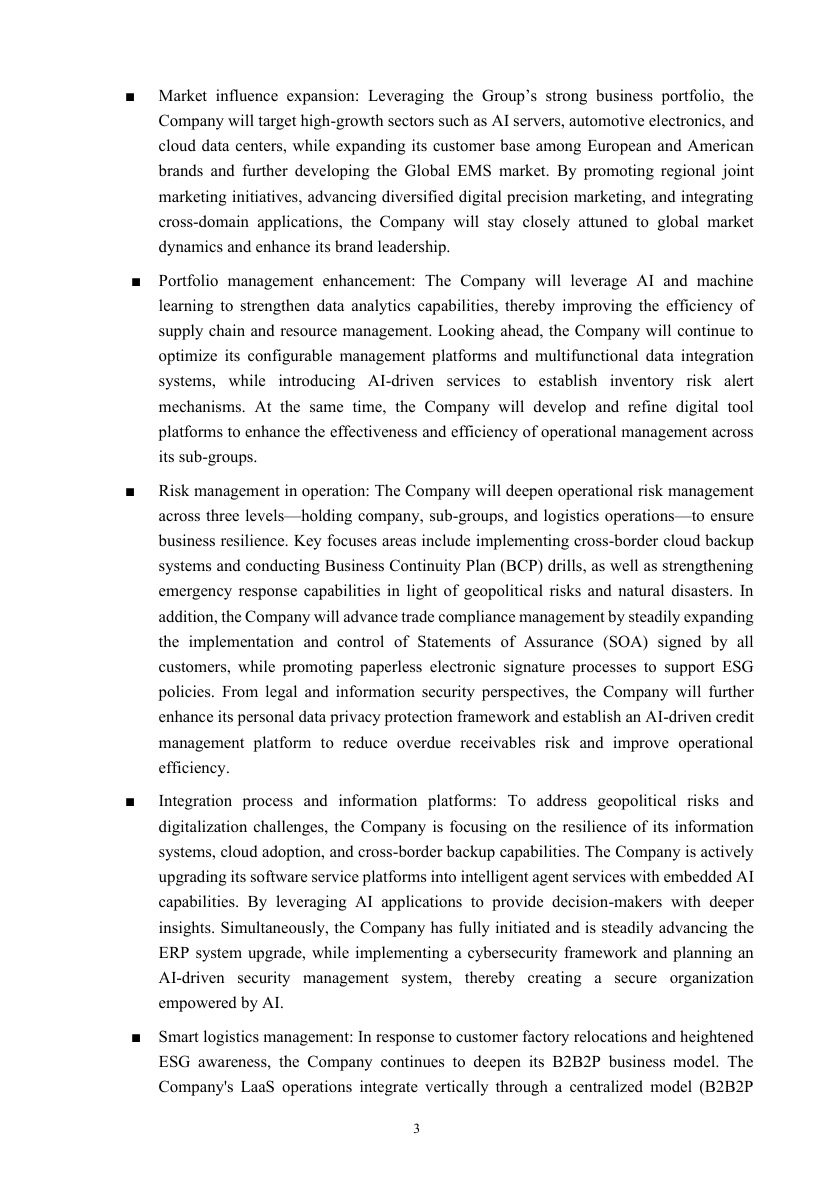 ■ Market influence expansion: Leveraging the Group’s strong business portfolio, the
Company will target high-growth sectors such as AI servers, automotive electronics, and
cloud data centers, while expanding its customer base among European and American
brands and further developing the Global EMS market. By promoting regional joint
marketing initiatives, advancing diversified digital precision marketing, and integrating
cross-domain applications, the Company will stay closely attuned to global market
dynamics and enhance its brand leadership.
■ Portfolio management enhancement: The Company will leverage AI and machine
learning to strengthen data analytics capabilities, thereby improving the efficiency of
supply chain and resource management. Looking ahead, the Company will continue to
optimize its configurable management platforms and multifunctional data integration
systems, while introducing AI-driven services to establish inventory risk alert
mechanisms. At the same time, the Company will develop and refine digital tool
platforms to enhance the effectiveness and efficiency of operational management across
its sub-groups.
■ Risk management in operation: The Company will deepen operational risk management
across three levels—holding company, sub-groups, and logistics operations—to ensure
business resilience. Key focuses areas include implementing cross-border cloud backup
systems and conducting Business Continuity Plan (BCP) drills, as well as strengthening
emergency response capabilities in light of geopolitical risks and natural disasters. In
addition, the Company will advance trade compliance management by steadily expanding
the implementation and control of Statements of Assurance (SOA) signed by all
customers, while promoting paperless electronic signature processes to support ESG
policies. From legal and information security perspectives, the Company will further
enhance its personal data privacy protection framework and establish an AI-driven credit
management platform to reduce overdue receivables risk and improve operational
efficiency.
■ Integration process and information platforms: To address geopolitical risks and
digitalization challenges, the Company is focusing on the resilience of its information
systems, cloud adoption, and cross-border backup capabilities. The Company is actively
upgrading its software service platforms into intelligent agent services with embedded AI
capabilities. By leveraging AI applications to provide decision-makers with deeper
insights. Simultaneously, the Company has fully initiated and is steadily advancing the
ERP system upgrade, while implementing a cybersecurity framework and planning an
AI-driven security management system, thereby creating a secure organization
empowered by AI.
■ Smart logistics management: In response to customer factory relocations and heightened
ESG awareness, the Company continues to deepen its B2B2P business model. The
Company's LaaS operations integrate vertically through a centralized model (B2B2P
3